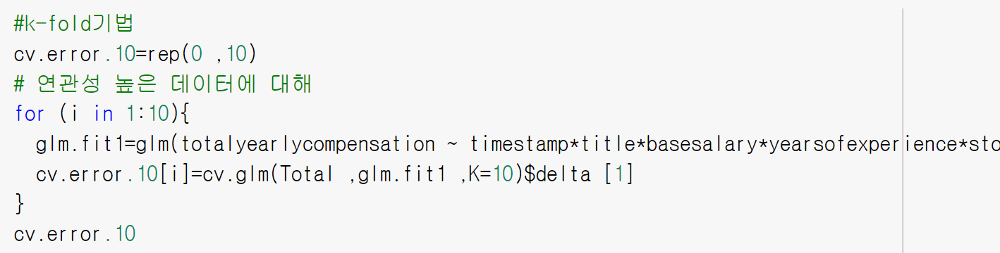 #k-fold기법
cv.error.10=rep(0 ,10)
# 연관성 높은 데이터에 대해
for (i in 1:10){
  glm.fit1=glm(totalyearlycompensation ~ timestamp*title*basesalary*yearsofexperience*sto
  cv.error.10[i]=cv.glm(Total ,glm.fit1 ,K=10)$delta [1]
}
cv.error.10